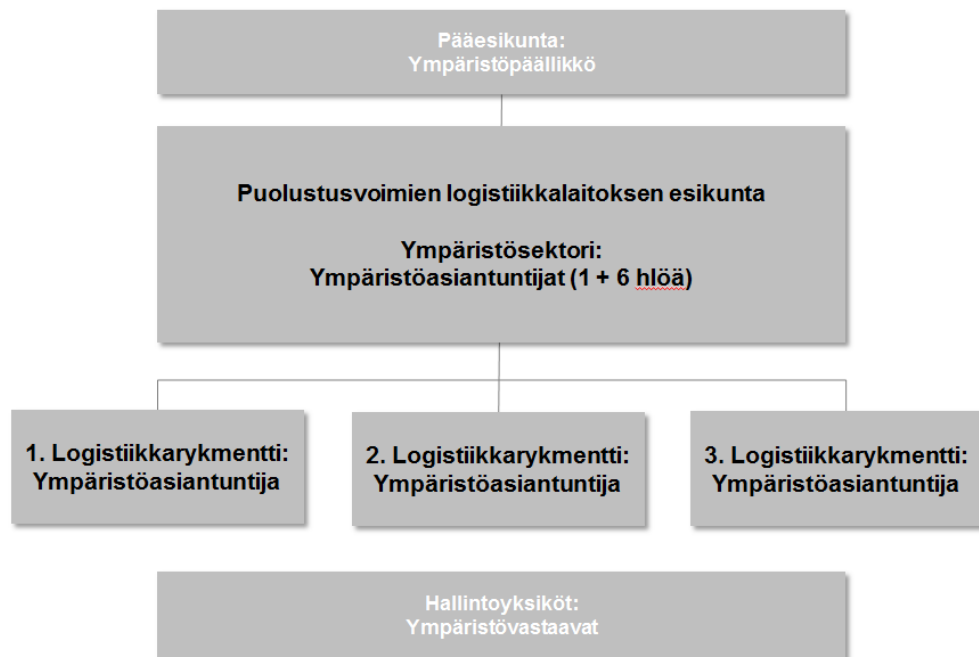 Pääesikunta:
Ympäristöpäällikkö
Puolustusvoimien logistiikkalaitoksen esikunta
Ympäristösektori:
Ympäristöasiantuntijat (1 + 6 hlöä)
1. Logistiikkarykmentti:
Ympäristöasiantuntija
2. Logistiikkarykmentti:
Ympäristöasiantuntija
3. Logistiikkarykmentti:
Ympäristöasiantuntija
Hallintoyksiköt:
Ympäristövastaavat